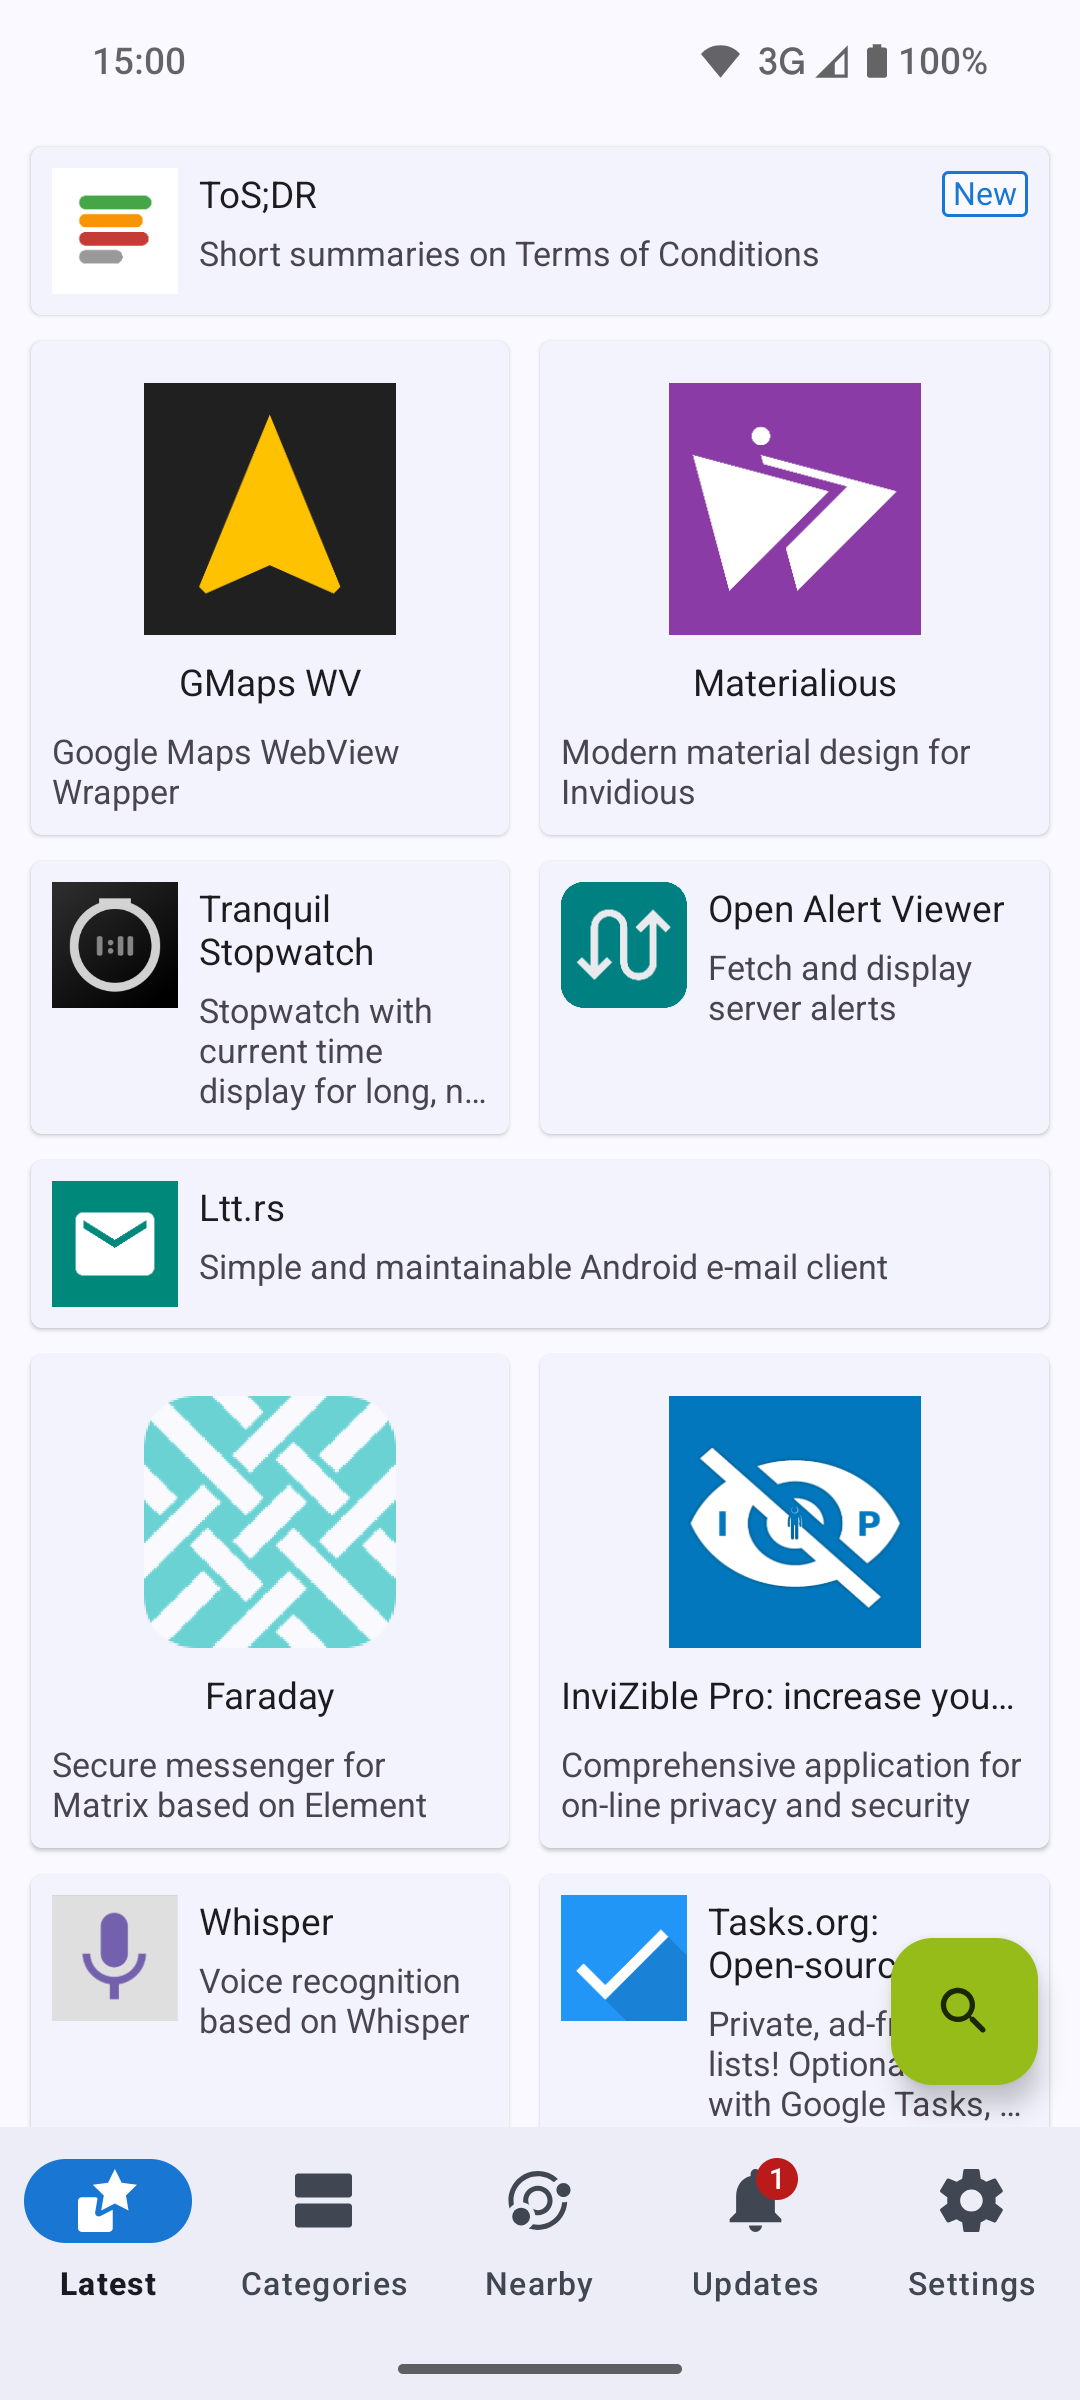 15:00
3G
100%
ToS;DR
New
Short summaries on Terms of Conditions
GMaps WV
Google Maps WebView
Wrapper
Materialious
Modern material design for
Invidious
Tranquil
Stopwatch
Stopwatch with
current time
display for long, n…
Open Alert Viewer
Fetch and display
server alerts
Ltt.rs
Simple and maintainable Android e-mail client
Faraday
Secure messenger for
Matrix based on Element
I P
InviZible Pro: increase you…
Comprehensive application for
on-line privacy and security
Whisper
Voice recognition
based on Whisper
Tasks.org:
Open-sourc
Private, ad-f
lists! Optiona
with Google Tasks, …
Latest
Categories
Nearby
1
Updates
Settings